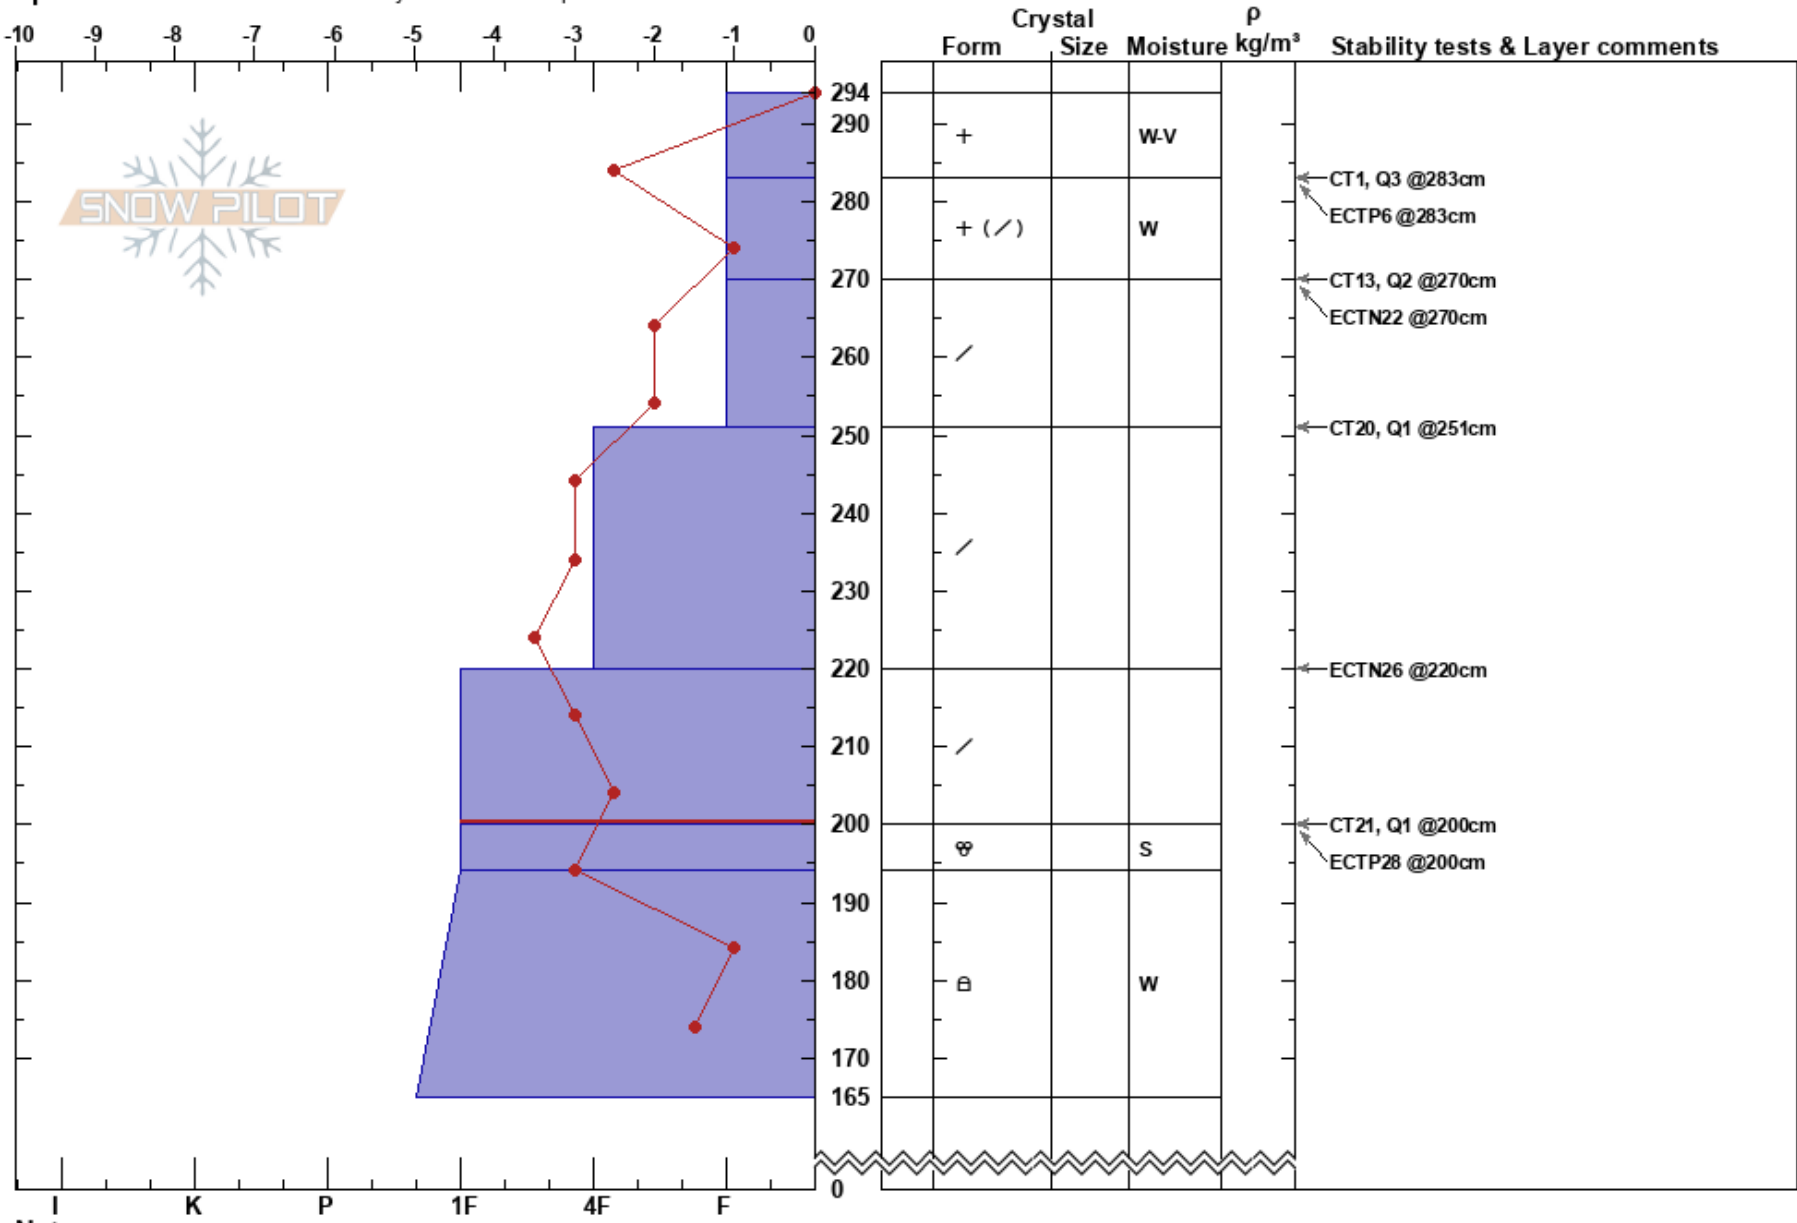 Crystal ρ
-10 -9 -8 -7 -6 -5 -4 -3 -2 -1 0 Form Size Moisture kg/m³ Stability tests & Layer comments
294
290
+ W-V
CT1, Q3 @283cm
280
ECTP6 @283cm
SNOW PILOT
+ (/) W
270 CT13, Q2 @270cm
ECTN22 @270cm
260 /
250 CT20, Q1 @251cm
240
/
230
220 ECTN26 @220cm
210 /
200 CT21, Q1 @200cm
S
ECTP28 @200cm
190
180 W
170
165
0
I K P 1F 4F F